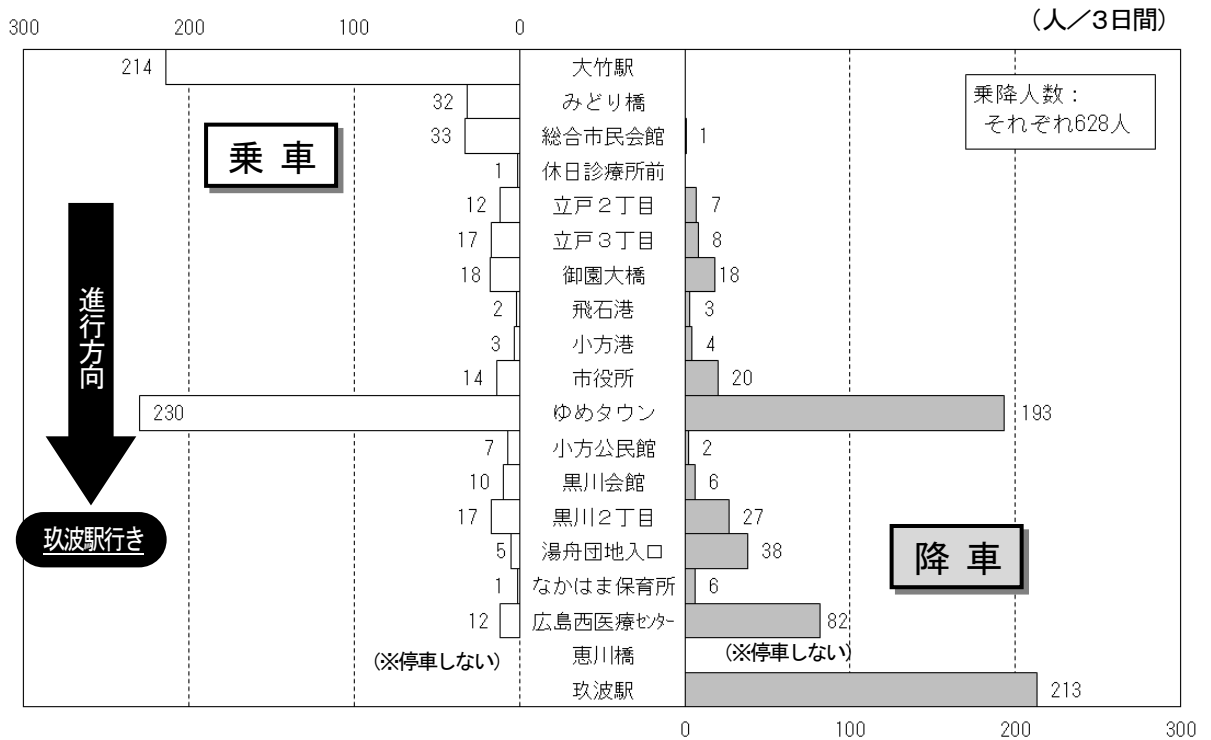 (人／3日間)
300 200 100 0
214 大竹駅
乗降人数：
それぞれ628人
32 みどり橋
33 総合市民会館 1
乗 車
1 休日診療所前
12 立戸２丁目 7
17 立戸３丁目 8
18 御園大橋 18
進行方向
2 飛石港 3
3 小方港 4
14 市役所 20
230 ゆめタウン 193
7 小方公民館 2
10 黒川会館 6
17 黒川２丁目 27
玖波駅行き
5 湯舟団地入口 38
降 車
1 なかはま保育所 6
12 広島西医療ｾﾝﾀｰ 82
(※停車しない) 恵川橋 (※停車しない)
玖波駅 213
0 100 200 300